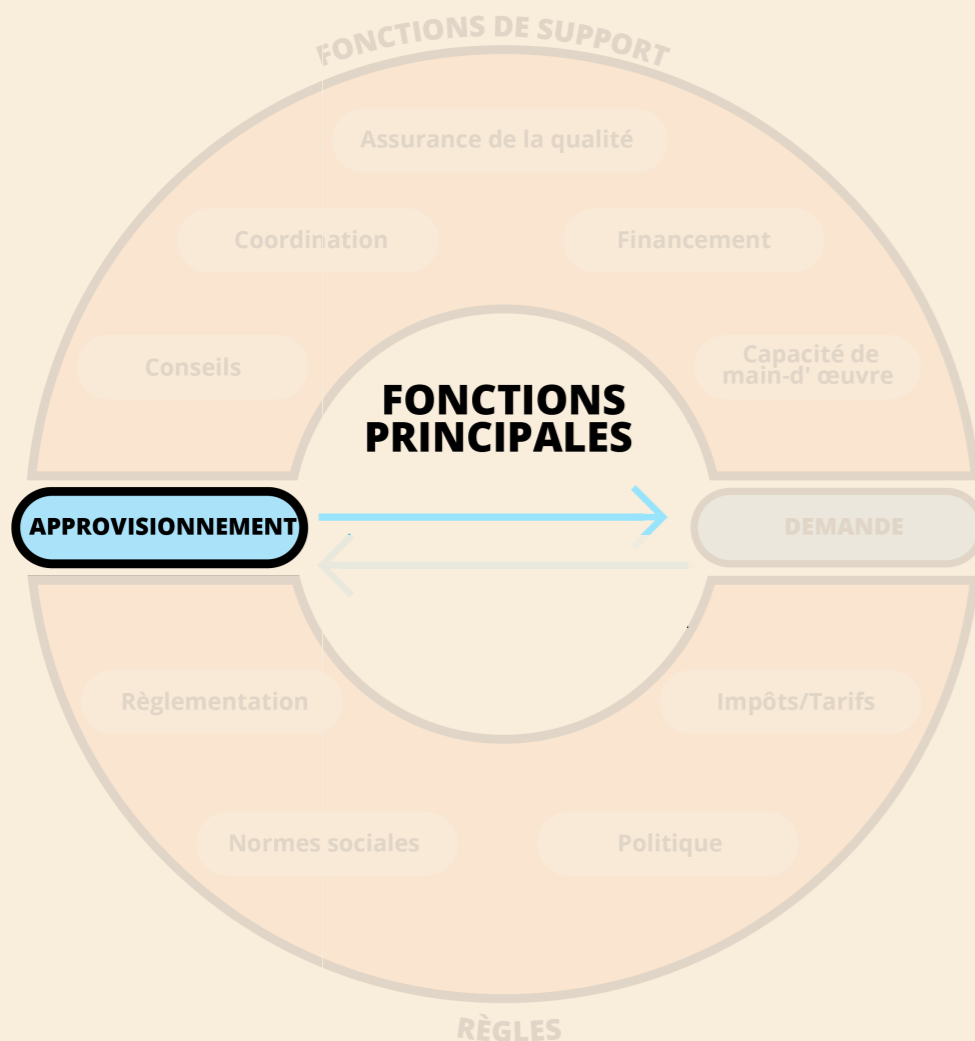 FONCTIONS DE SUPPORT
Assurance de la qualité
Coordination
Financement
Conseils
Capacité de
main-d' œuvre
FONCTIONS
PRINCIPALES
APPROVISIONNEMENT
DEMANDE
Règlementation
Impôts/Tarifs
Normes sociales
Politique
RÈGLES